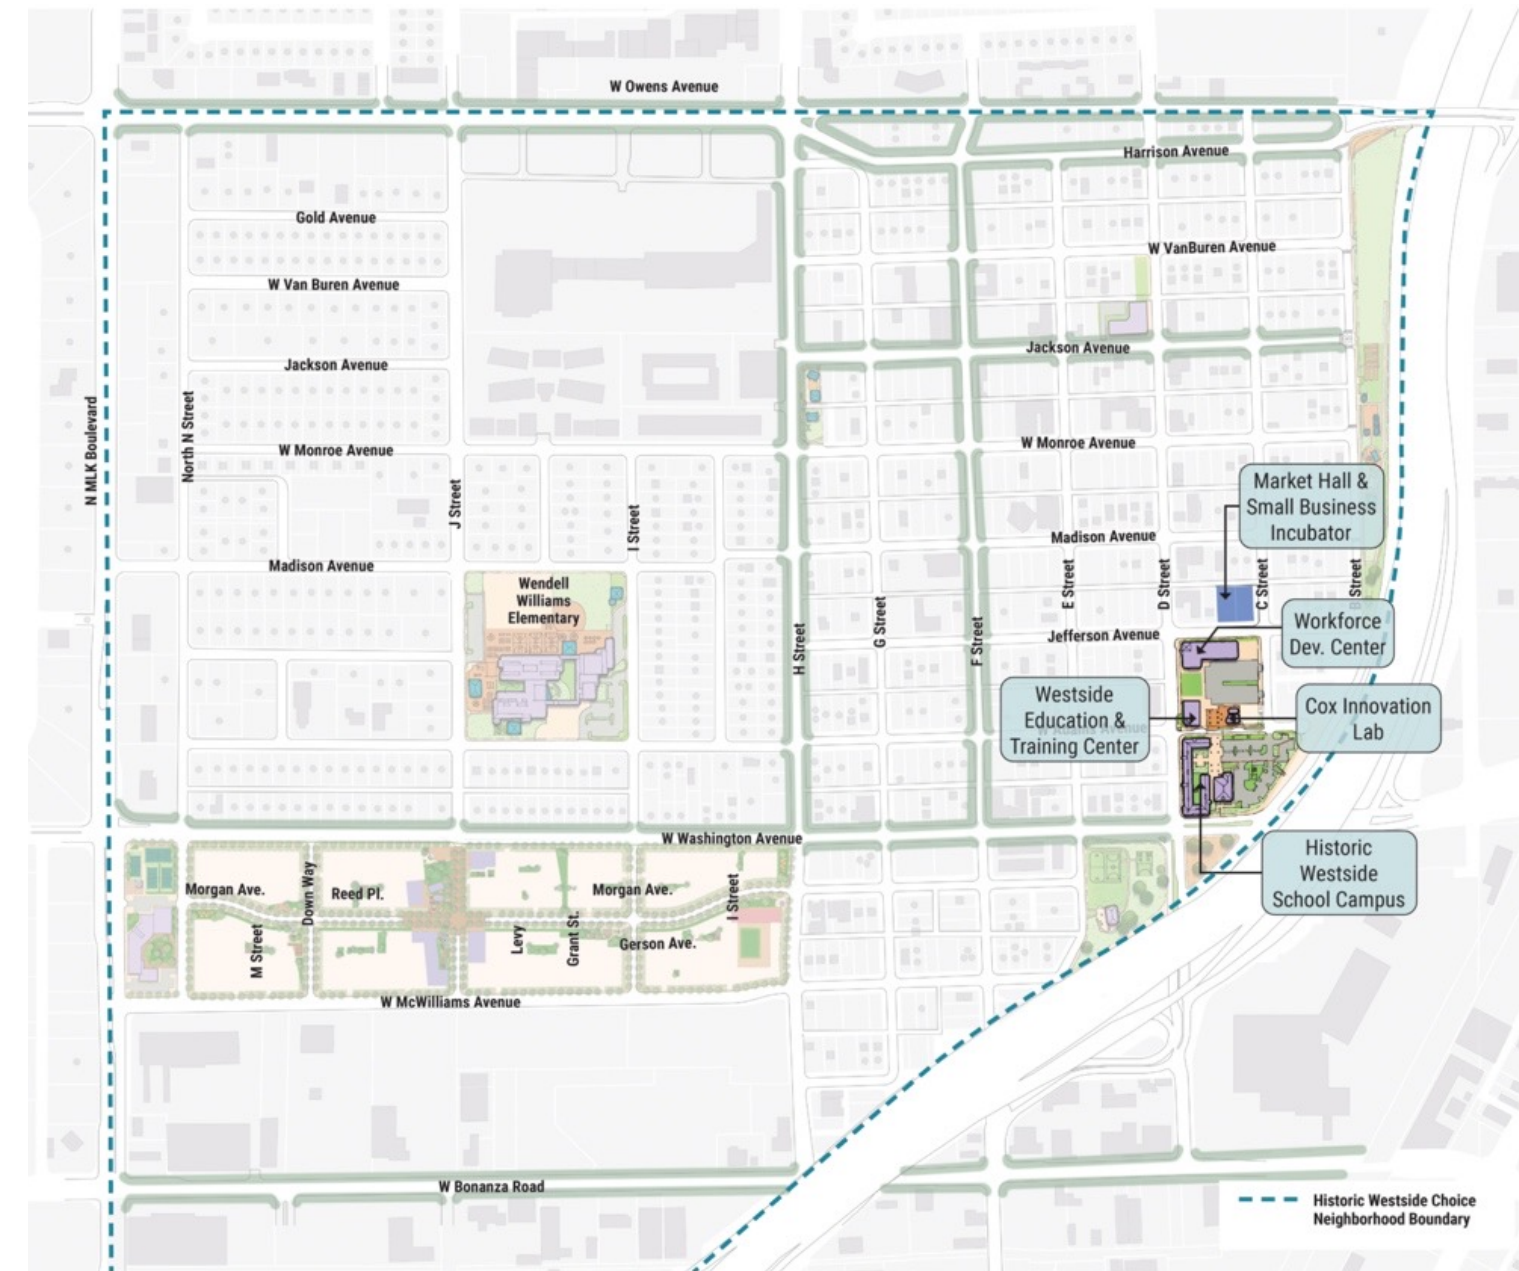 W Owens Avenue
Harrison Avenue
Gold Avenue
W VanBuren Avenue
W Van Buren Avenue
Jackson Avenue
Jackson Avenue
N MLK Boulevard
North N Street
W Monroe Avenue
W Monroe Avenue
J Street
I Street
Market Hall &
Small Business
Incubator
Madison Avenue
Madison Avenue
Wendell
Williams
Elementary
E Street
D Street
C Street
B Street
H Street
G Street
F Street
Jefferson Avenue
Workforce
Dev. Center
Westside
Education &
Training Center
W Adams Avenue
Cox Innovation
Lab
W Washington Avenue
Historic
Westside
School Campus
Morgan Ave.
Down Way
Reed Pl.
Morgan Ave.
I Street
M Street
Levy
Grant St.
Gerson Ave.
W McWilliams Avenue
W Bonanza Road
Historic Westside Choice
Neighborhood Boundary